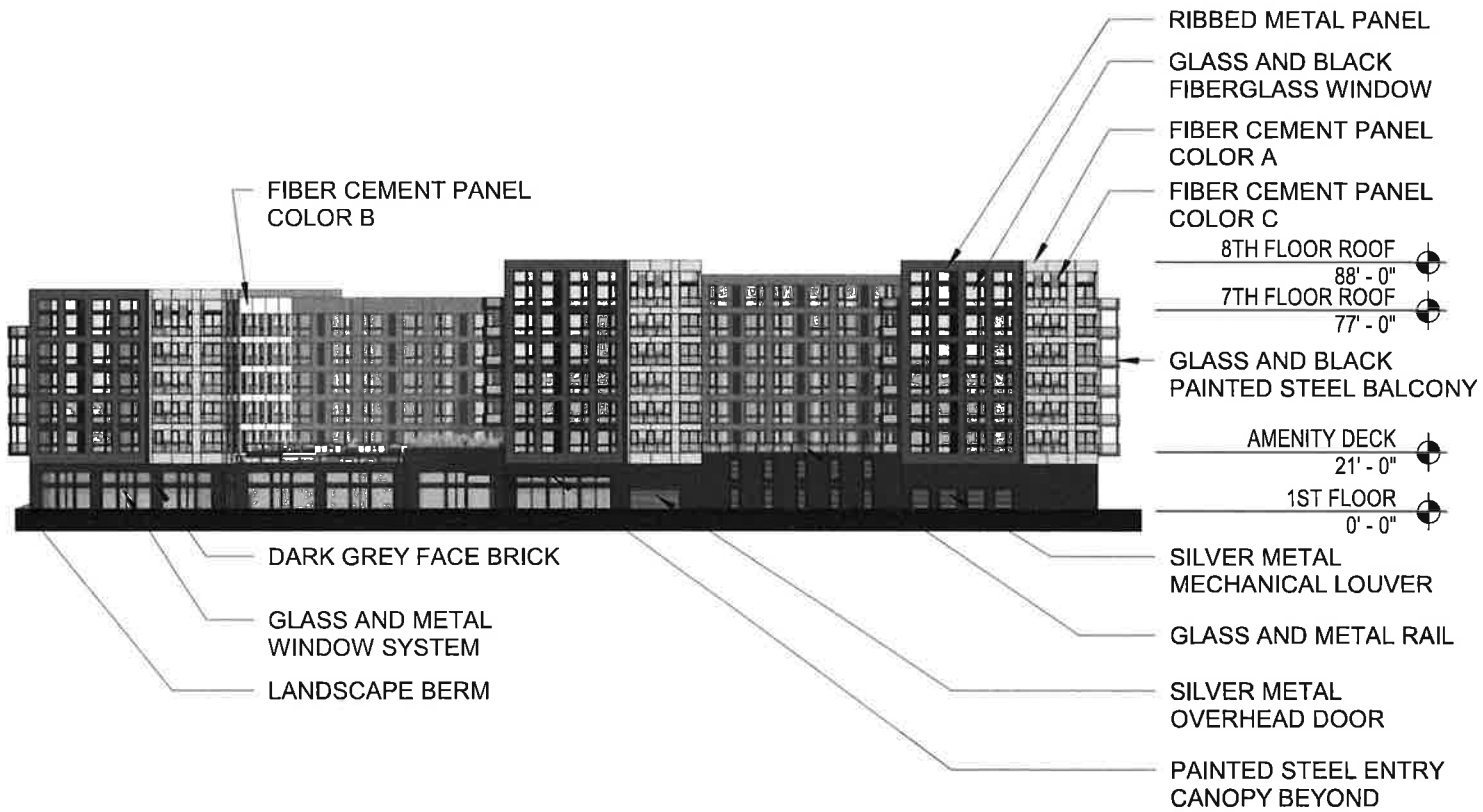 RIBBED METAL PANEL
GLASS AND BLACK
FIBERGLASS WINDOW
FIBER CEMENT PANEL
COLOR A
FIBER CEMENT PANEL
COLOR B
FIBER CEMENT PANEL
COLOR C
8TH FLOOR ROOF
88' - 0"
7TH FLOOR ROOF
77' - 0"
GLASS AND BLACK
PAINTED STEEL BALCONY
AMENITY DECK
21' - 0"
1ST FLOOR
0' - 0"
DARK GREY FACE BRICK
GLASS AND METAL
WINDOW SYSTEM
LANDSCAPE BERM
SILVER METAL
MECHANICAL LOUVER
GLASS AND METAL RAIL
SILVER METAL
OVERHEAD DOOR
PAINTED STEEL ENTRY
CANOPY BEYOND